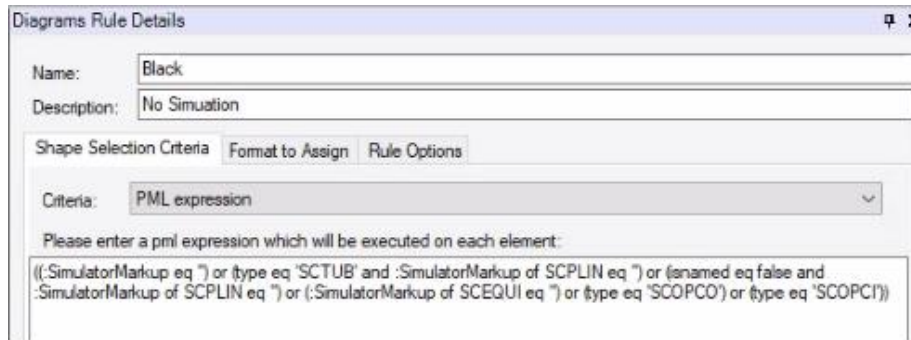 Diagrams Rule Details
Name: Black
Description: No Simuation
Shape Selection Criteria Format to Assign Rule Options
Criteria: PML expression
Please enter a pml expression which will be executed on each element:
((:SimulatorMarkup eq '') or (type eq 'SCTUB' and :SimulatorMarkup of SCPLIN eq '') or (isnamed eq false and
:SimulatorMarkup of SCPLIN eq '') or (:SimulatorMarkup of SCEQUI eq '') or (type eq 'SCOPCO') or (type eq 'SCOPCI'))